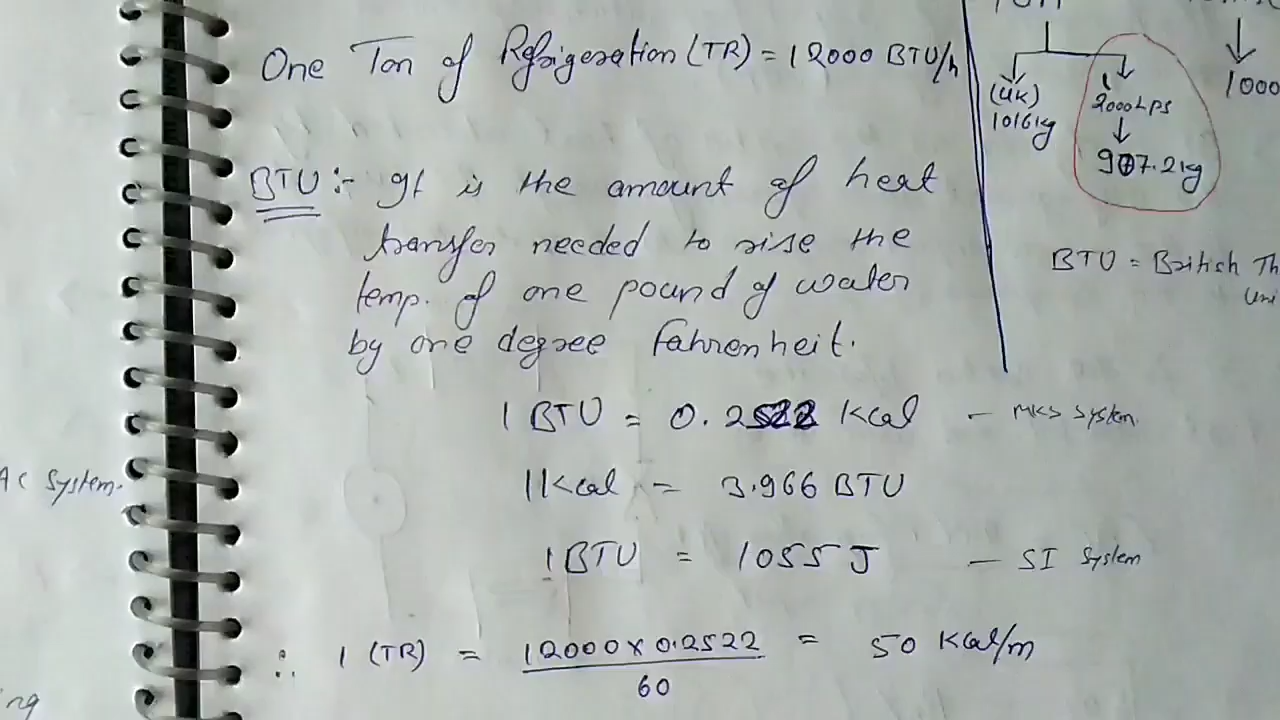 One Ton of Refrigeration (TR) = 12000 BTU/h
BTU :- It is the amount of heat
transfer needed to rise the
temp. of one pound of water
by one degree Fahrenheit.
1 BTU = 0.2522 Kcal - MKS System
1 Kcal = 3.966 BTU
1 BTU = 1055 J - SI System
∴ 1 (TR) = 12000 x 0.2522 / 60 = 50 Kcal/m
(UK)
1016 kg
2000
907.2 kg
1000
BTU = British Th
Uni
AC System.
ng